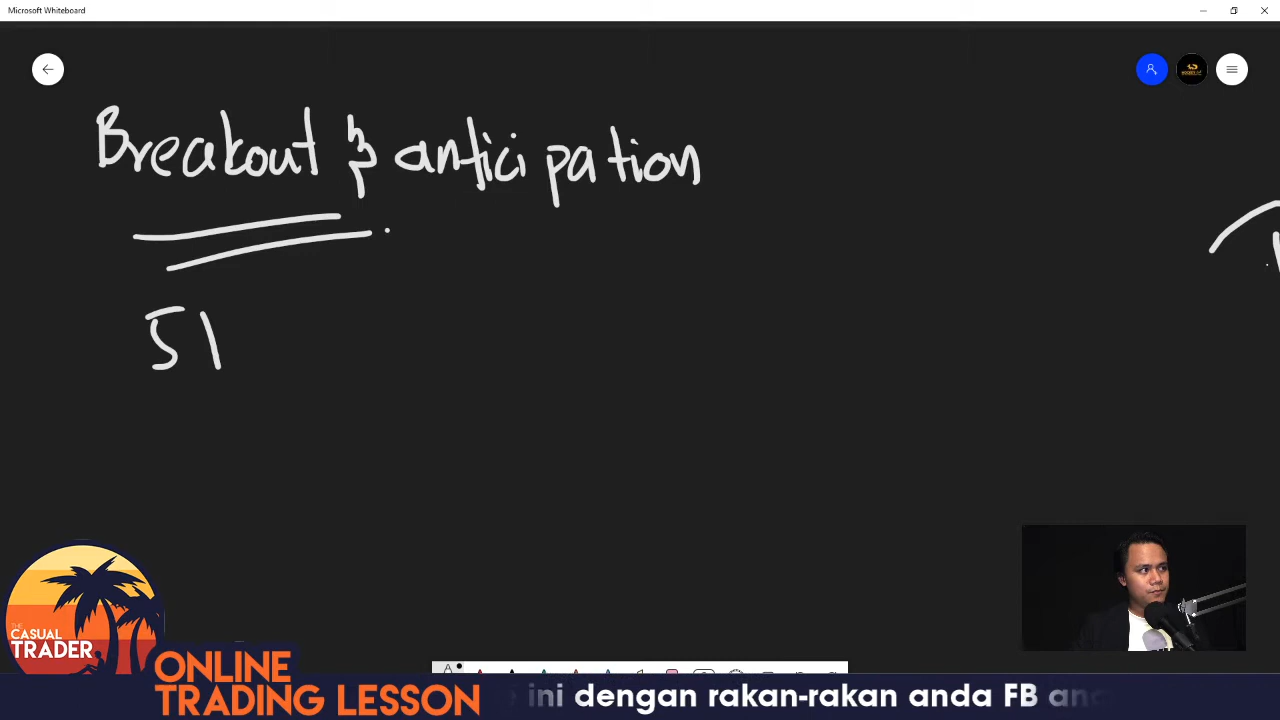 Microsoft Whiteboard
Breakout & anticipation
51
THE
CASUAL
TRADER
ONLINE
TRADING LESSON
ini dengan rakan-rakan anda FB